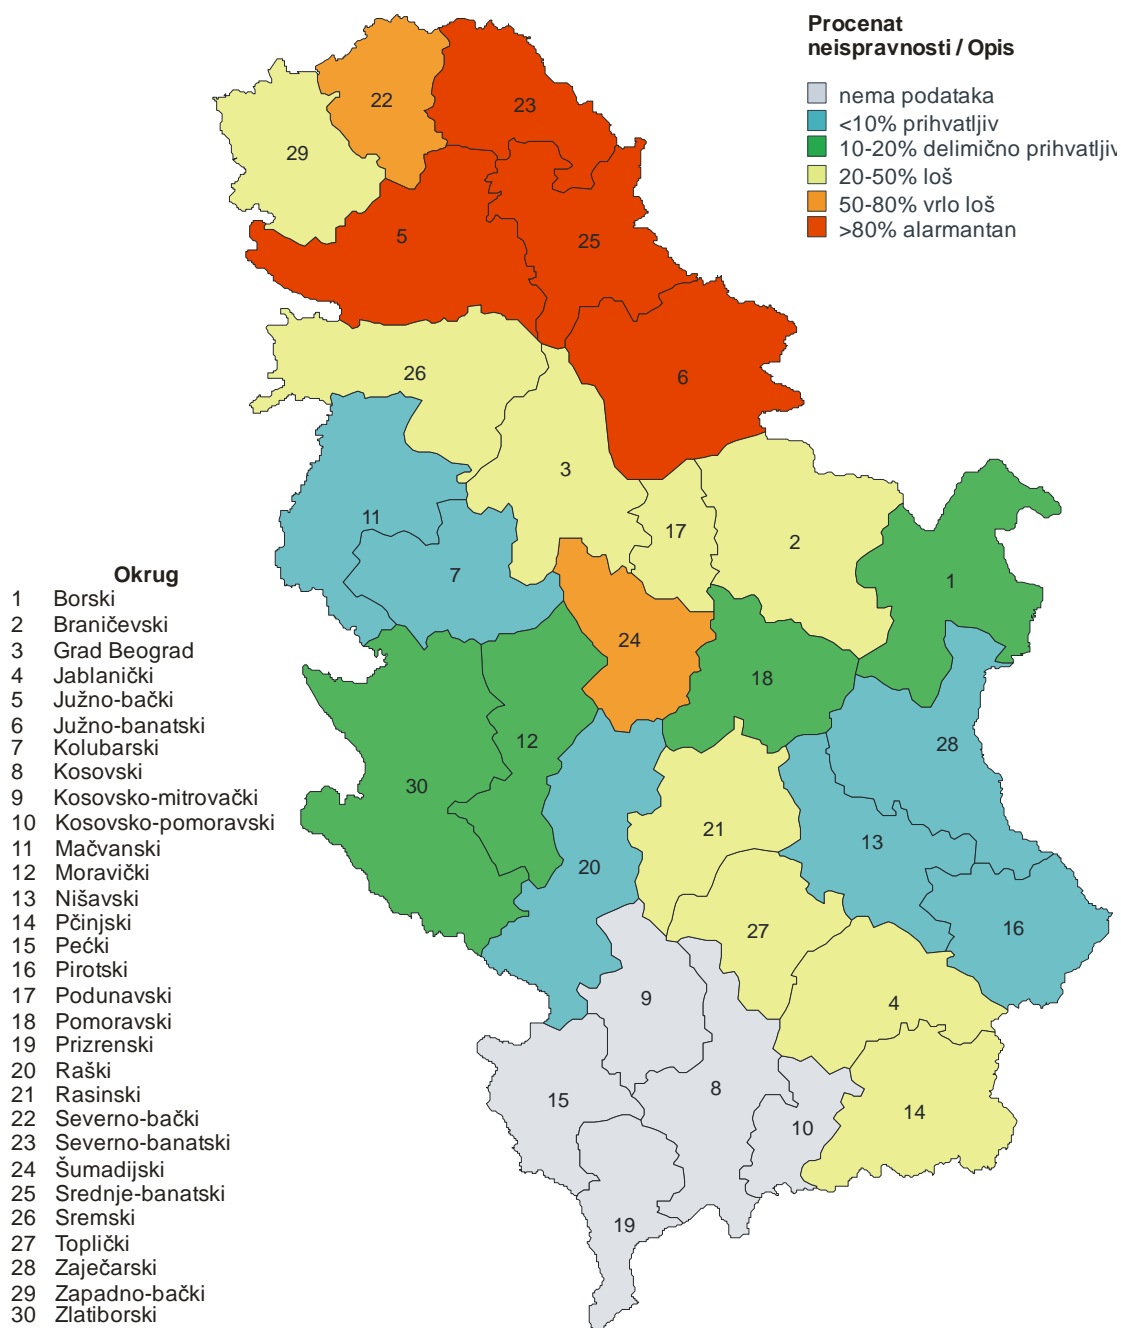 Procenat
neispravnosti / Opis
nema podataka
<10% prihvatljiv
10-20% delimično prihvatljiv
20-50% loš
50-80% vrlo loš
>80% alarmantan
22
23
29
5
25
26
6
3
11
17
2
7
1
24
18
12
28
30
21
13
20
27
16
9
4
8
15
10
14
19
Okrug
1 Borski
2 Braničevski
3 Grad Beograd
4 Jablanički
5 Južno-bački
6 Južno-banatski
7 Kolubarski
8 Kosovski
9 Kosovsko-mitrovački
10 Kosovsko-pomoravski
11 Mačvanski
12 Moravički
13 Nišavski
14 Pčinjski
15 Pećki
16 Pirotski
17 Podunavski
18 Pomoravski
19 Prizrenski
20 Raški
21 Rasinski
22 Severno-bački
23 Severno-banatski
24 Šumadijski
25 Srednje-banatski
26 Sremski
27 Toplički
28 Zaječarski
29 Zapadno-bački
30 Zlatiborski